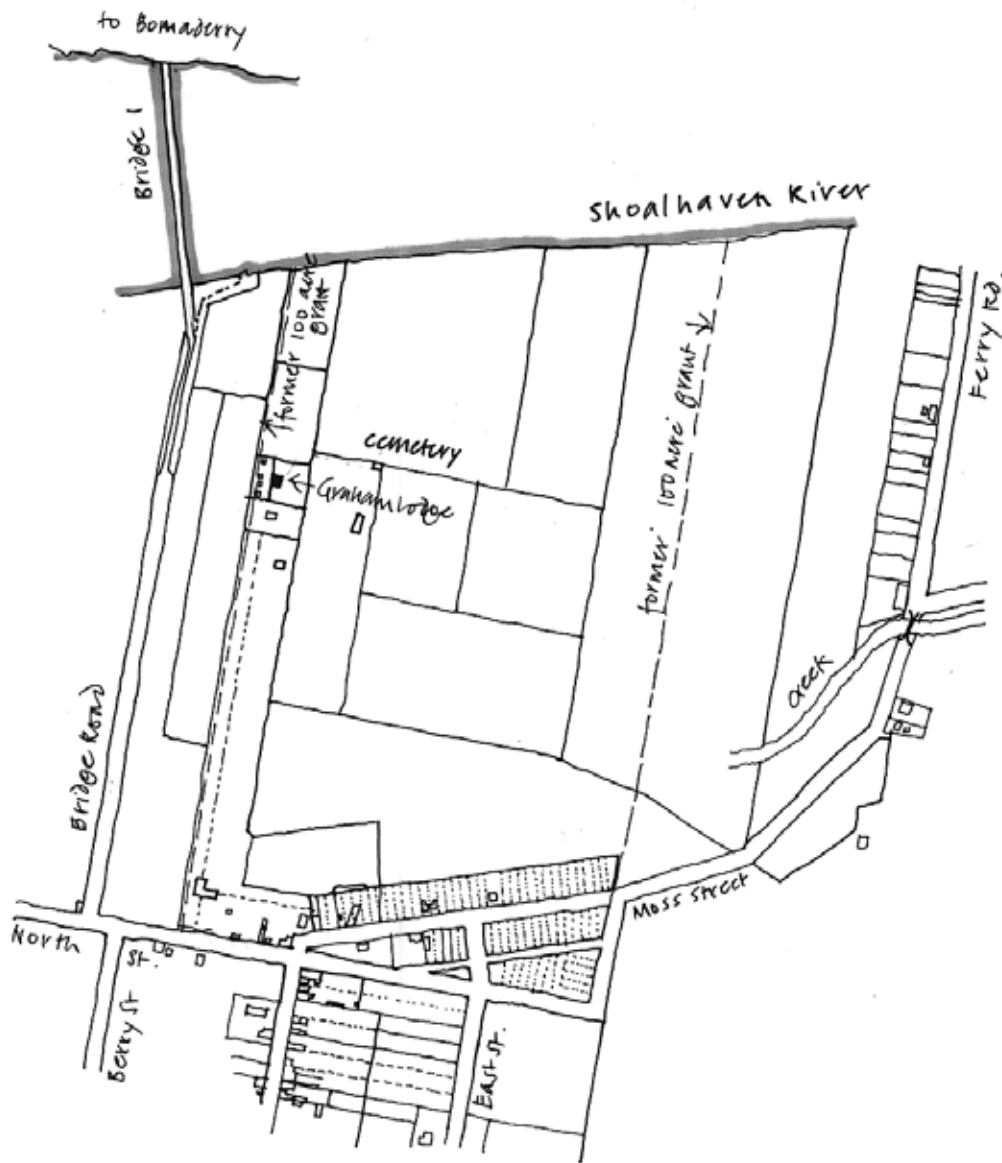 to Bomaderry
Bridge 1
Shoalhaven River
former 100 acre
grant
former 100 acre grant
Ferry Rd.
cemetery
Graham Lodge
creek
Bridge Road
Moss Street
North
St.
Berry St
East St.